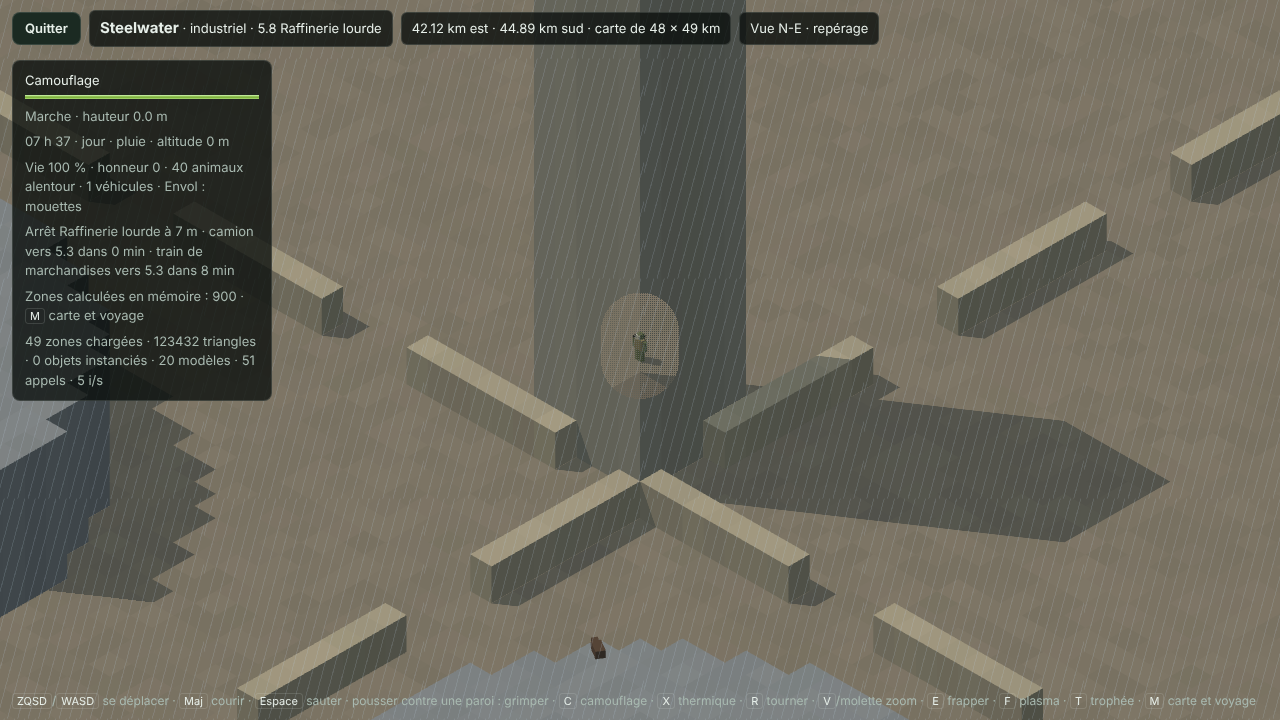 Quitter
Steelwater · industriel · 5.8 Raffinerie lourde
42.12 km est · 44.89 km sud · carte de 48 × 49 km
Vue N-E · repérage
Camouflage
Marche · hauteur 0.0 m
07 h 37 · jour · pluie · altitude 0 m
Vie 100 % · honneur 0 · 40 animaux
alentour · 1 véhicules · Envol :
mouettes
Arrêt Raffinerie lourde à 7 m · camion
vers 5.3 dans 0 min · train de
marchandises vers 5.3 dans 8 min
Zones calculées en mémoire : 900 ·
M carte et voyage
49 zones chargées · 123432 triangles
· 0 objets instanciés · 20 modèles · 51
appels · 5 i/s
ZQSD / WASD se déplacer · Maj courir · Espace sauter · pousser contre une paroi : grimper · C camouflage · X thermique · R tourner · V /molette zoom · E frapper · F plasma · T trophée · M carte et voyage